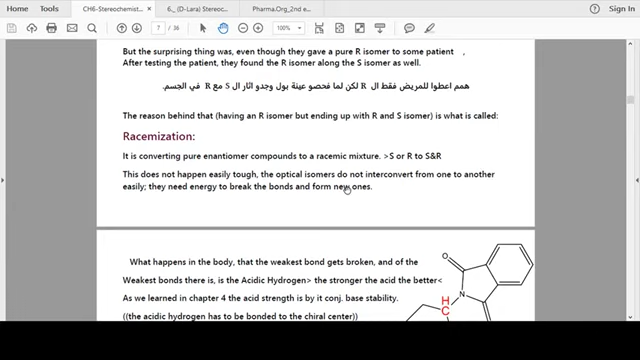 CH6-Stereochemist... × 6._ (D-Lara) Stereoc... Pharma.Org_2nd e... Sign In
7 / 36 100% Share
But the surprising thing was, even though they gave a pure R isomer to some patient ,
After testing the patient, they found the R isomer along the S isomer as well.
همم اعطوا للمريض فقط ال R لكن لما فحصو عينة بول وجدو اثار ال S مع R في الجسم.
The reason behind that (having an R isomer but ending up with R and S isomer) is what is called:
Racemization:
It is converting pure enantiomer compounds to a racemic mixture. >S or R to S&R
This does not happen easily tough, the optical isomers do not interconvert from one to another
easily; they need energy to break the bonds and form new ones.
What happens in the body, that the weakest bond gets broken, and of the
Weakest bonds there is, is the Acidic Hydrogen> the stronger the acid the better<
As we learned in chapter 4 the acid strength is by it conj. base stability.
((the acidic hydrogen has to be bonded to the chiral center))
O
N
H
C